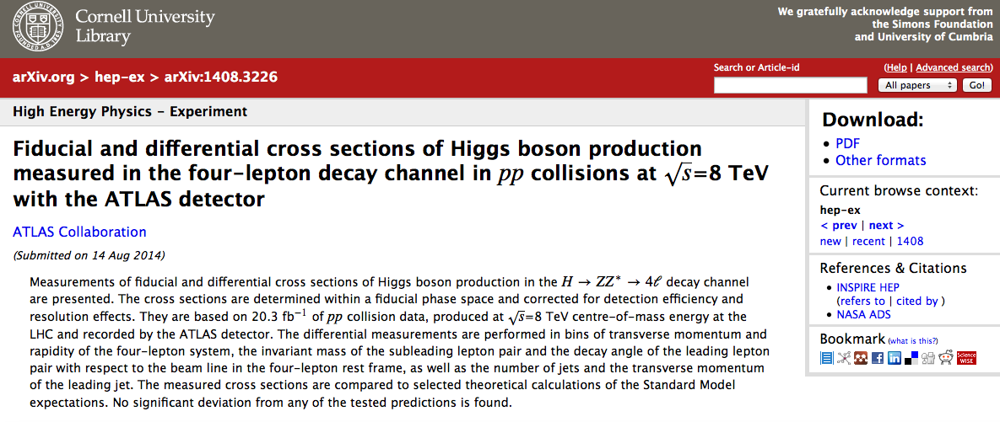 Cornell University
Library
We gratefully acknowledge support from
the Simons Foundation
and University of Cumbria
arXiv.org > hep-ex > arXiv:1408.3226
Search or Article-id
(Help | Advanced search)
All papers
Go!
High Energy Physics – Experiment
Fiducial and differential cross sections of Higgs boson production
measured in the four-lepton decay channel in pp collisions at √s=8 TeV
with the ATLAS detector
ATLAS Collaboration
(Submitted on 14 Aug 2014)
Measurements of fiducial and differential cross sections of Higgs boson production in the H → ZZ* → 4ℓ decay channel
are presented. The cross sections are determined within a fiducial phase space and corrected for detection efficiency and
resolution effects. They are based on 20.3 fb⁻¹ of pp collision data, produced at √s=8 TeV centre-of-mass energy at the
LHC and recorded by the ATLAS detector. The differential measurements are performed in bins of transverse momentum and
rapidity of the four-lepton system, the invariant mass of the subleading lepton pair and the decay angle of the leading lepton
pair with respect to the beam line in the four-lepton rest frame, as well as the number of jets and the transverse momentum
of the leading jet. The measured cross sections are compared to selected theoretical calculations of the Standard Model
expectations. No significant deviation from any of the tested predictions is found.
Download:
• PDF
• Other formats
Current browse context:
hep-ex
< prev | next >
new | recent | 1408
References & Citations
• INSPIRE HEP
(refers to | cited by )
• NASA ADS
Bookmark (what is this?)
Science
WISE